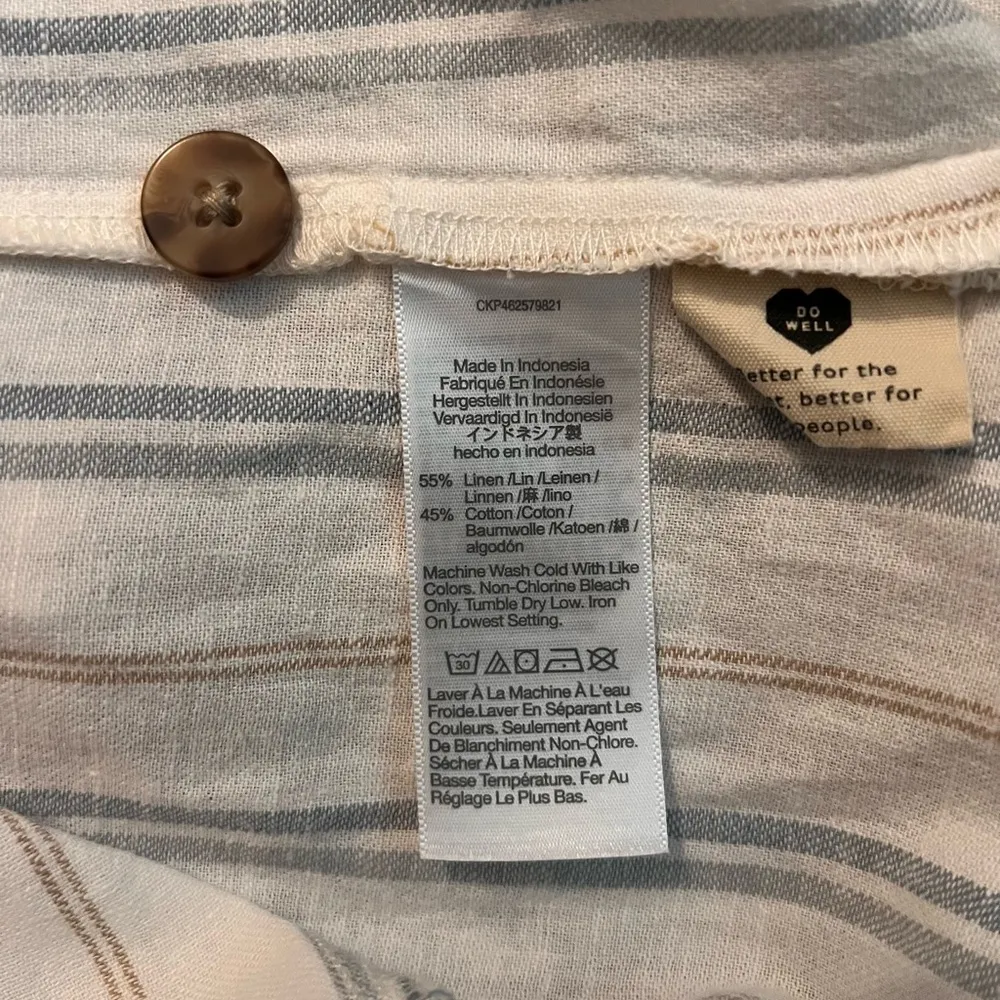 CKP462579821
Made In Indonesia
Fabriqué En Indonésie
Hergestellt In Indonesien
Vervaardigd In Indonesië
インドネシア製
hecho en indonesia
55% Linen /Lin /Leinen /
Linnen /麻 /lino
45% Cotton /Coton /
Baumwolle /Katoen /綿 /
algodón
Machine Wash Cold With Like
Colors. Non-Chlorine Bleach
Only. Tumble Dry Low. Iron
On Lowest Setting.
30
Laver À La Machine À L'eau
Froide.Laver En Séparant Les
Couleurs. Seulement Agent
De Blanchiment Non-Chlore.
Sécher À La Machine À
Basse Température. Fer Au
Réglage Le Plus Bas.
DO
WELL
etter for the
t, better for
people.